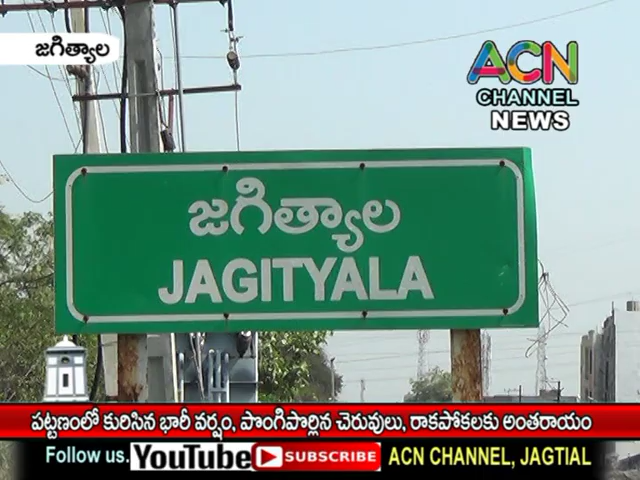 జగిత్యాల
ACN
CHANNEL
NEWS
జగిత్యాల
JAGITYALA
పట్టణంలో కురిసిన భారీ వర్షం, పొంగిపొర్లిన చెరువులు, రాకపోకలకు అంతరాయం
Follow us. YouTube SUBSCRIBE ACN CHANNEL, JAGTIAL